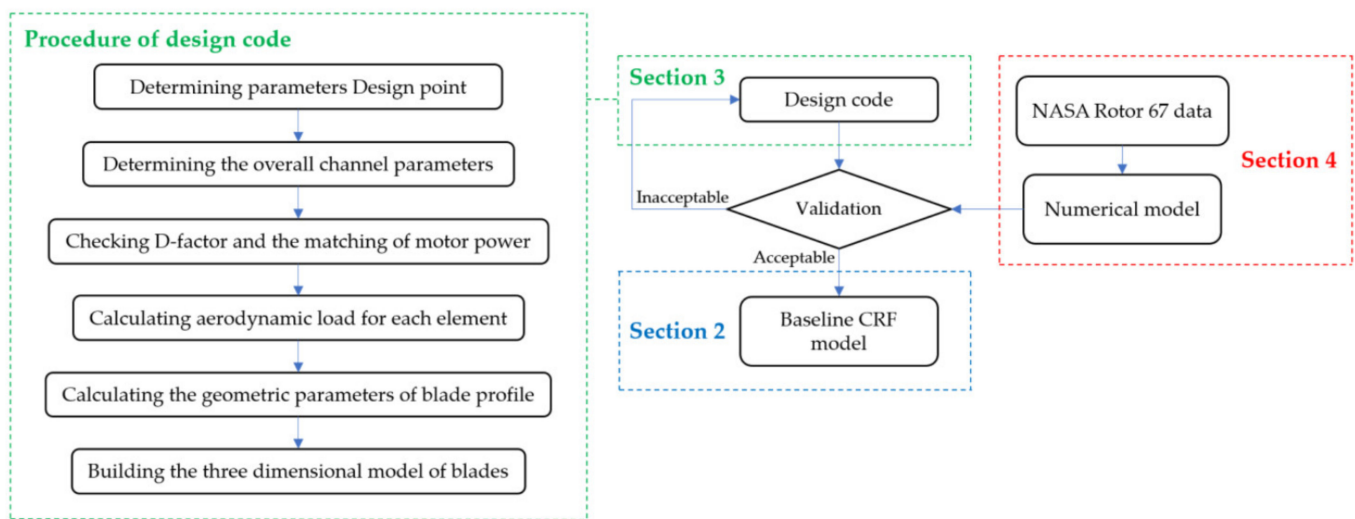 Procedure of design code
Determining parameters Design point
Determining the overall channel parameters
Checking D-factor and the matching of motor power
Calculating aerodynamic load for each element
Calculating the geometric parameters of blade profile
Building the three dimensional model of blades
Section 3
Design code
Inacceptable
Validation
Acceptable
Section 2
Baseline CRF
model
NASA Rotor 67 data
Section 4
Numerical model